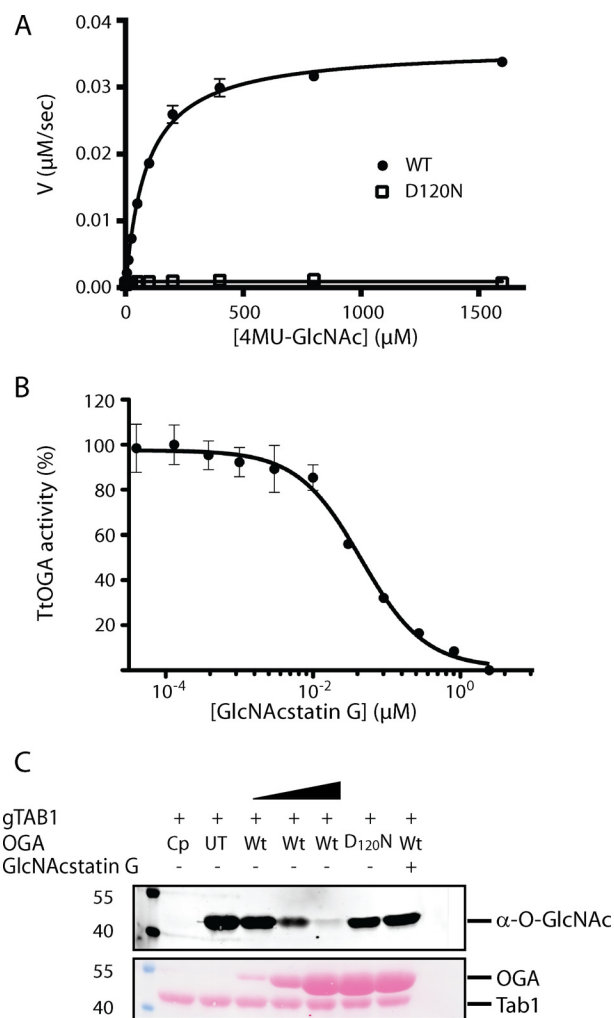 A
0.04
0.03
0.02
0.01
0.00
V (µM/sec)
WT
D120N
0
500
1000
1500
[4MU-GlcNAc] (µM)
B
120
100
80
60
40
20
TtOGA activity (%)
10-4
10-2
100
[GlcNAcstatin G] (µM)
C
gTAB1 + + + + + + +
OGA Cp UT Wt Wt Wt D120N Wt
GlcNAcstatin G - - - - - - +
55
40
α-O-GlcNAc
55
40
OGA
Tab1